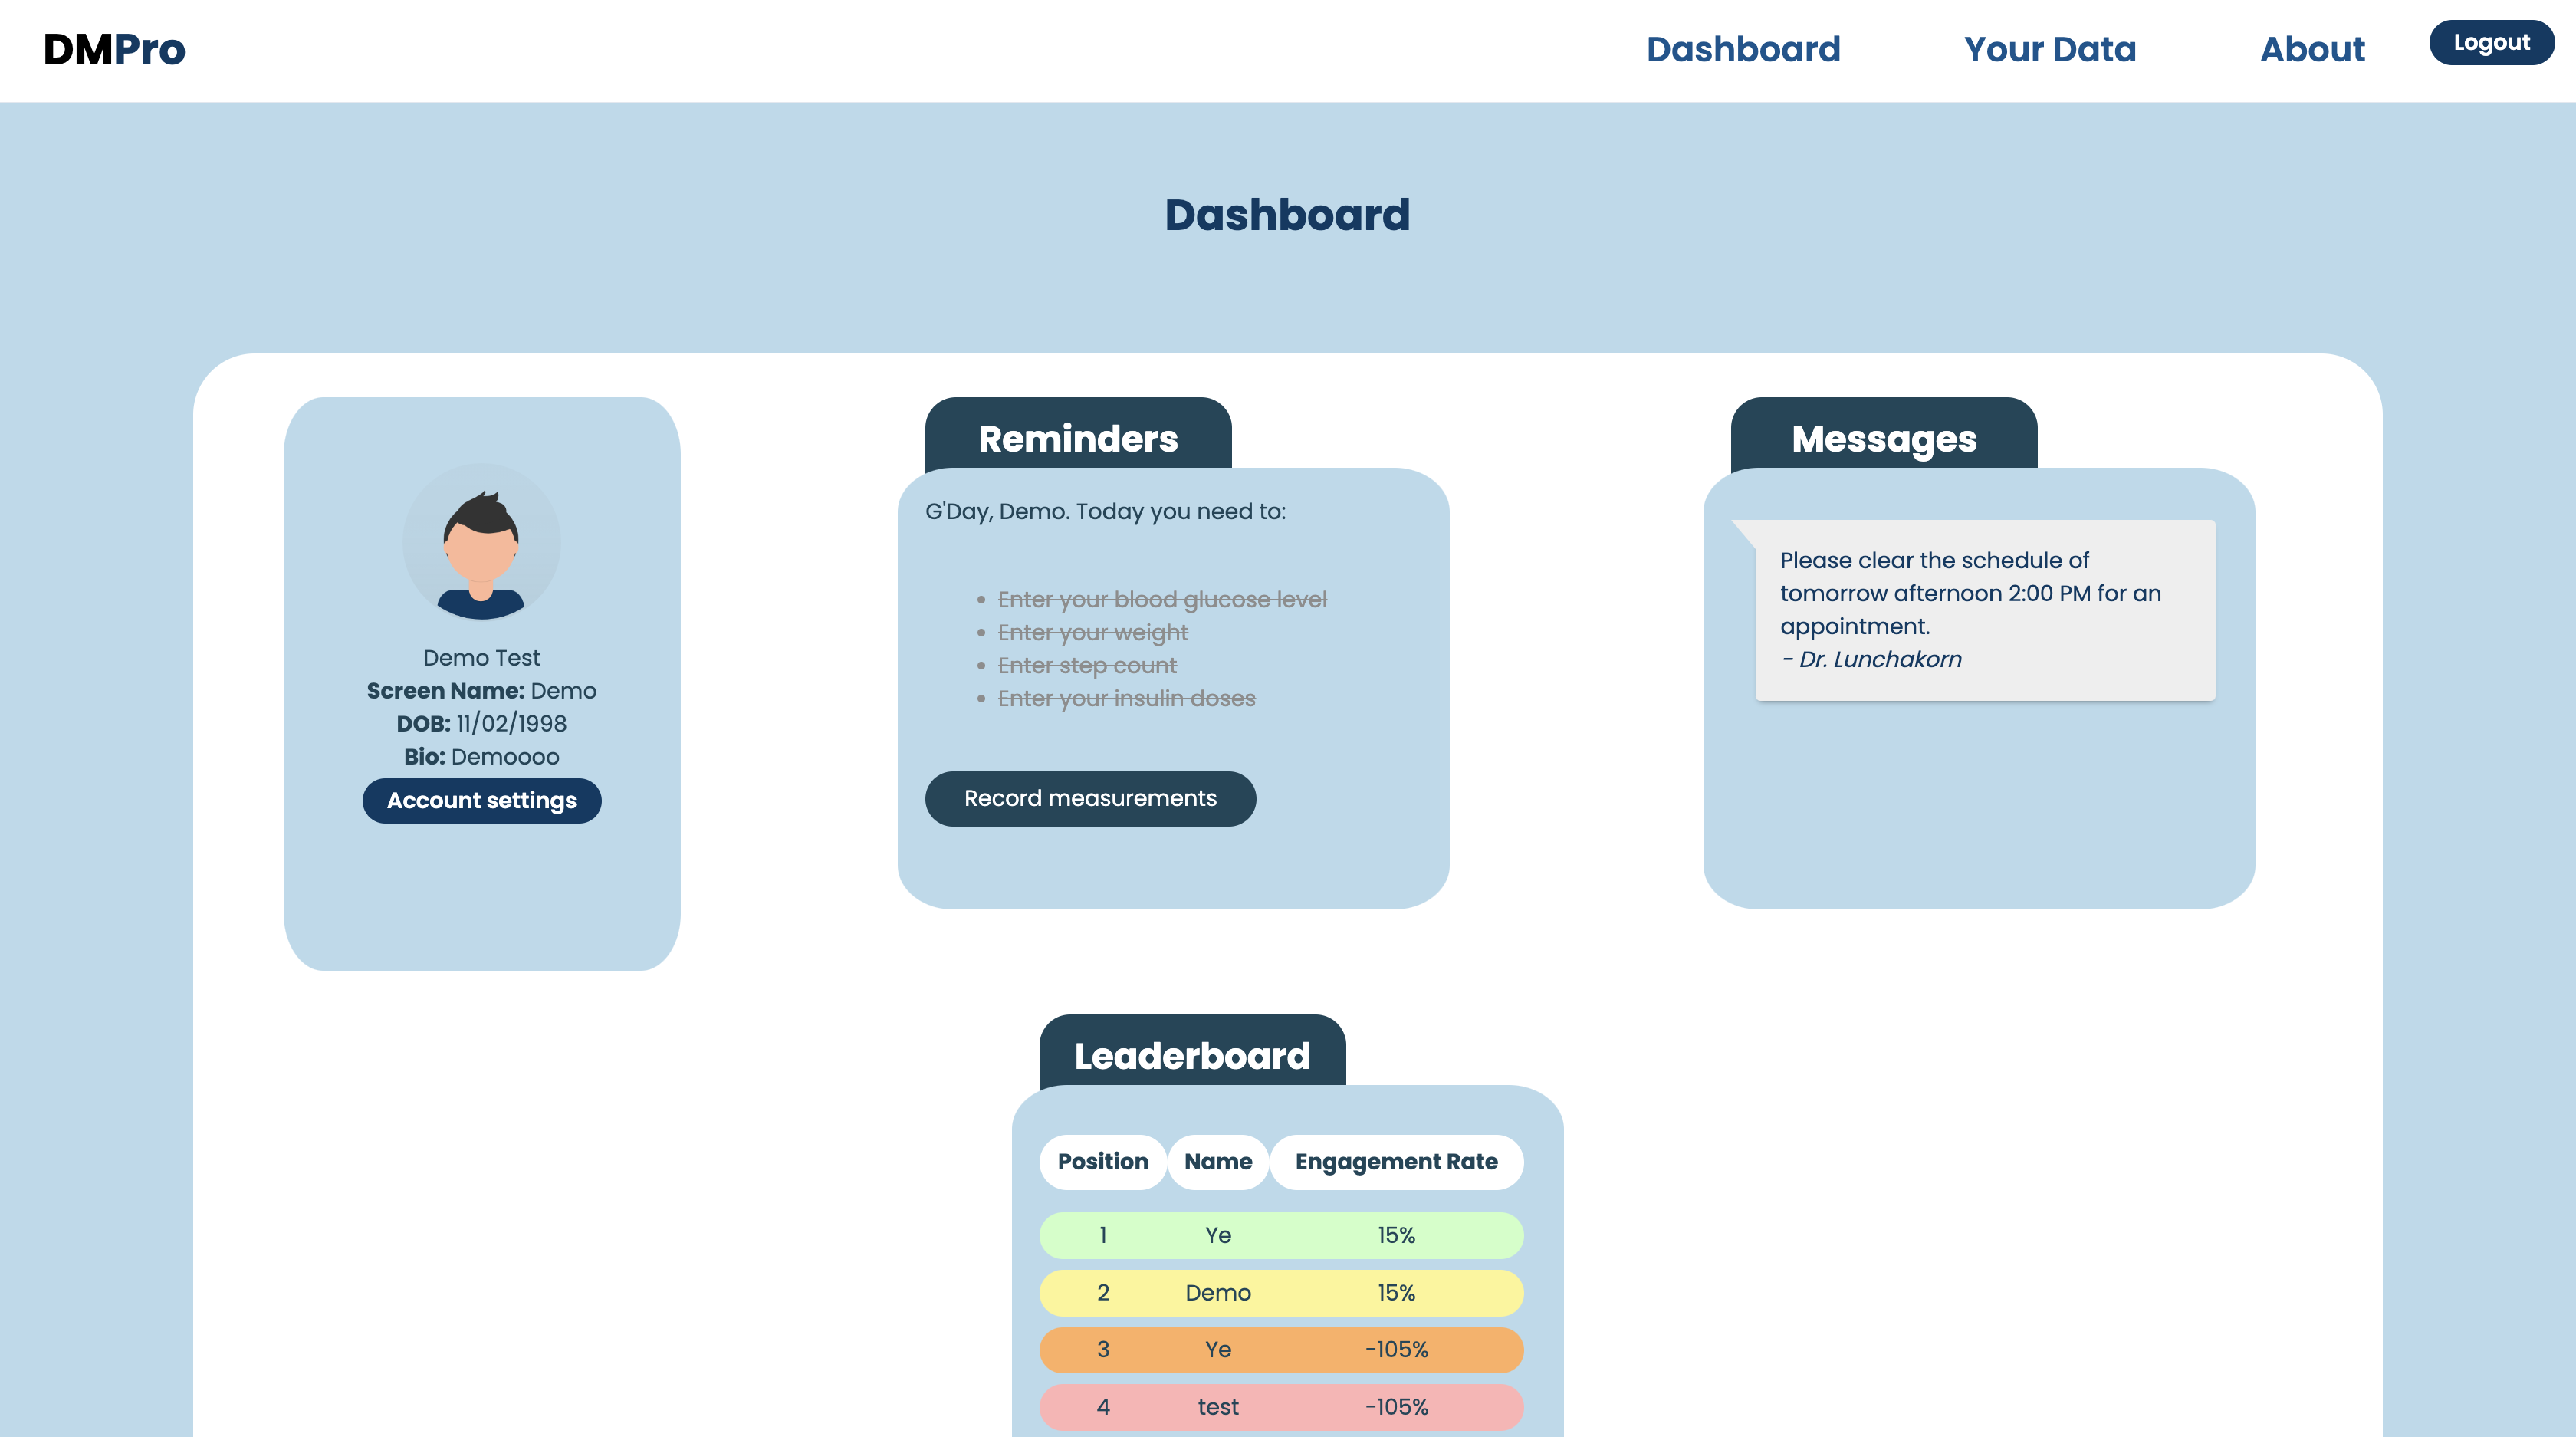 DMPro
Dashboard
Your Data
About
Logout
Dashboard
Demo Test
Screen Name: Demo
DOB: 11/02/1998
Bio: Demoooo
Account settings
Reminders
G'Day, Demo. Today you need to:
Enter your blood glucose level
Enter your weight
Enter step count
Enter your insulin doses
Record measurements
Messages
Please clear the schedule of
tomorrow afternoon 2:00 PM for an
appointment.
- Dr. Lunchakorn
Leaderboard
Position Name Engagement Rate
1 Ye 15%
2 Demo 15%
3 Ye -105%
4 test -105%